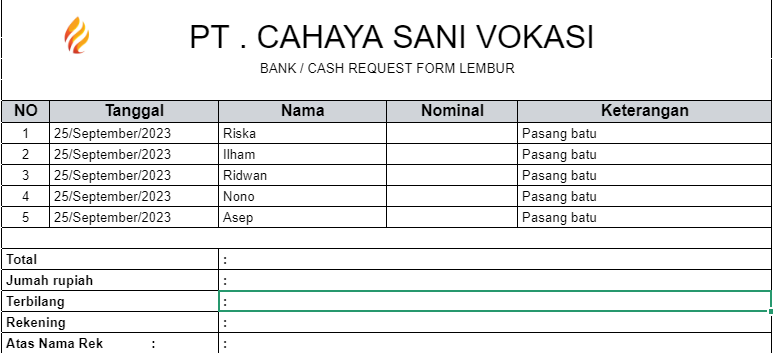 PT . CAHAYA SANI VOKASI
BANK / CASH REQUEST FORM LEMBUR
NO Tanggal Nama Nominal Keterangan
1 25/September/2023 Riska Pasang batu
2 25/September/2023 Ilham Pasang batu
3 25/September/2023 Ridwan Pasang batu
4 25/September/2023 Nono Pasang batu
5 25/September/2023 Asep Pasang batu
Total :
Jumah rupiah :
Terbilang :
Rekening :
Atas Nama Rek : :